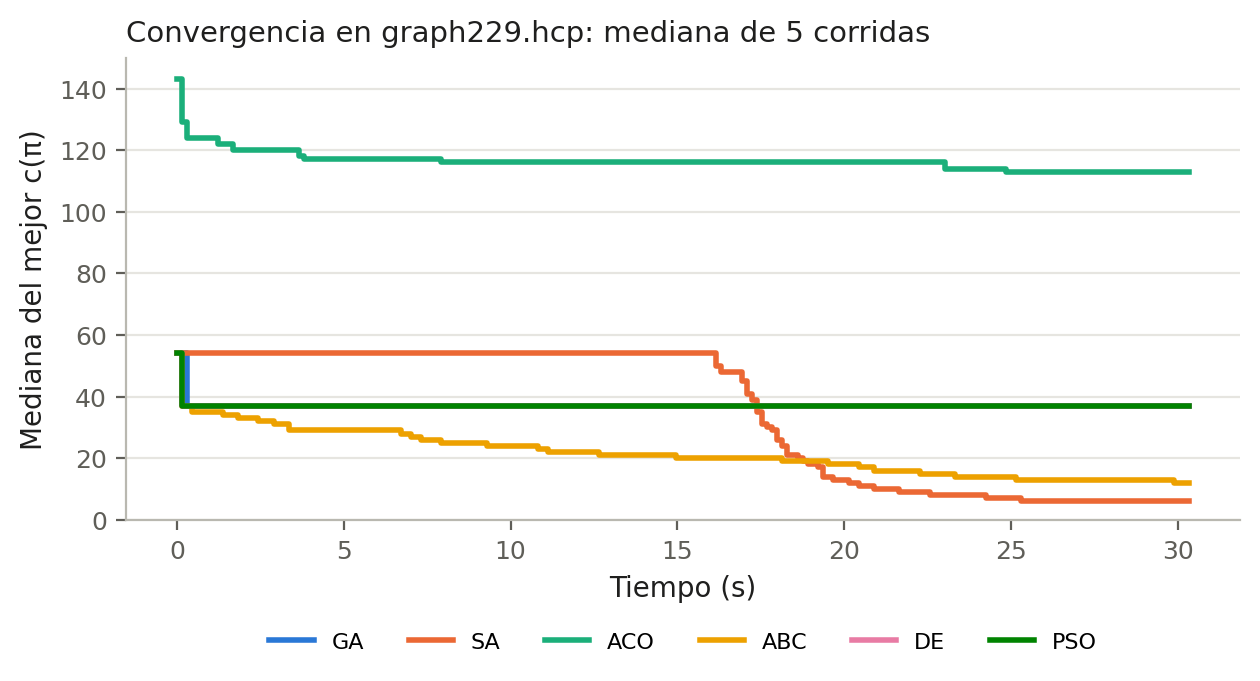 Convergencia en graph229.hcp: mediana de 5 corridas
Mediana del mejor c(π)
140
120
100
80
60
40
20
0
0 5 10 15 20 25 30
Tiempo (s)
GA SA ACO ABC DE PSO